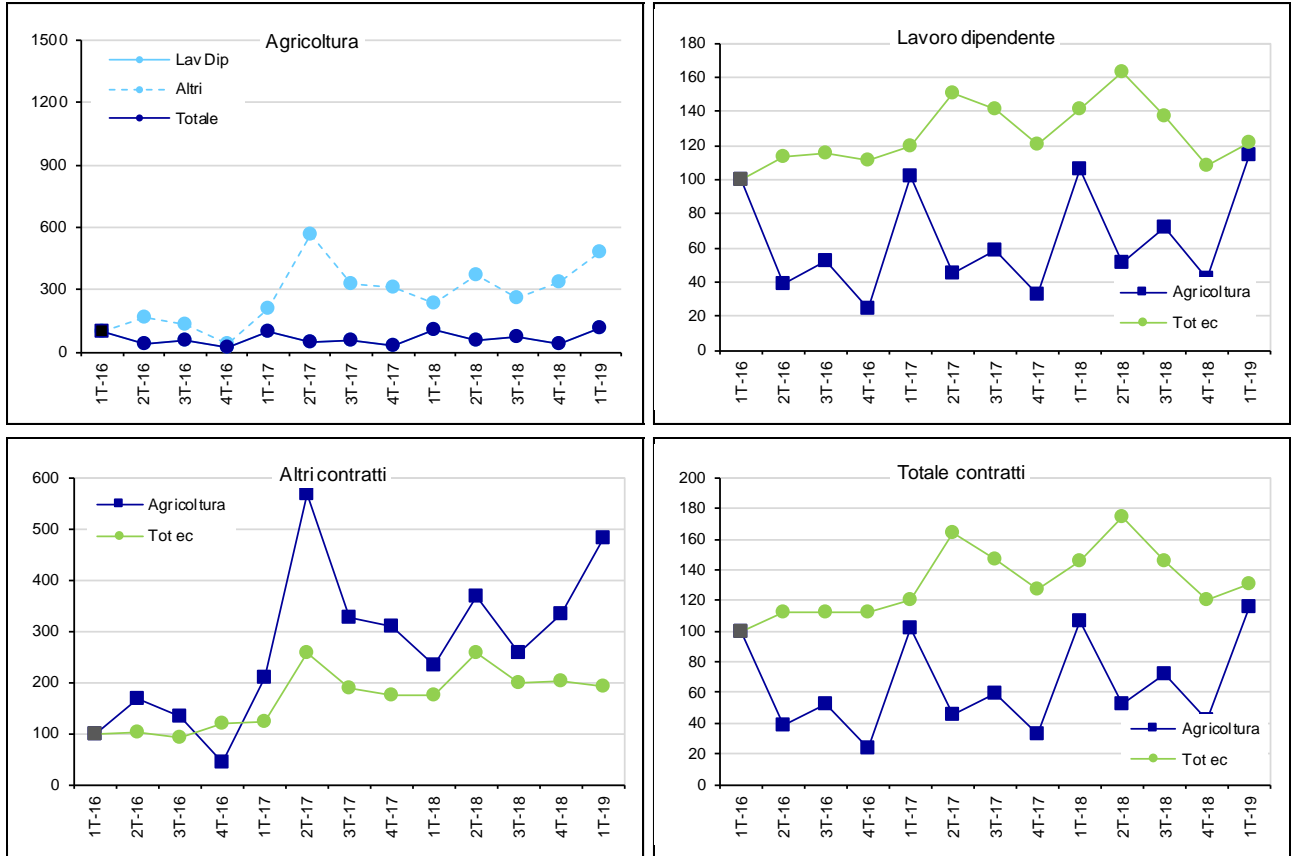 Agricoltura
1500
1200
900
600
300
0
Lav Dip
Altri
Totale
1T-16
2T-16
3T-16
4T-16
1T-17
2T-17
3T-17
4T-17
1T-18
2T-18
3T-18
4T-18
1T-19
Lavoro dipendente
180
160
140
120
100
80
60
40
20
0
Agricoltura
Tot ec
1T-16
2T-16
3T-16
4T-16
1T-17
2T-17
3T-17
4T-17
1T-18
2T-18
3T-18
4T-18
1T-19
Altri contratti
600
500
400
300
200
100
0
Agricoltura
Tot ec
1T-16
2T-16
3T-16
4T-16
1T-17
2T-17
3T-17
4T-17
1T-18
2T-18
3T-18
4T-18
1T-19
Totale contratti
200
180
160
140
120
100
80
60
40
20
0
Agricoltura
Tot ec
1T-16
2T-16
3T-16
4T-16
1T-17
2T-17
3T-17
4T-17
1T-18
2T-18
3T-18
4T-18
1T-19